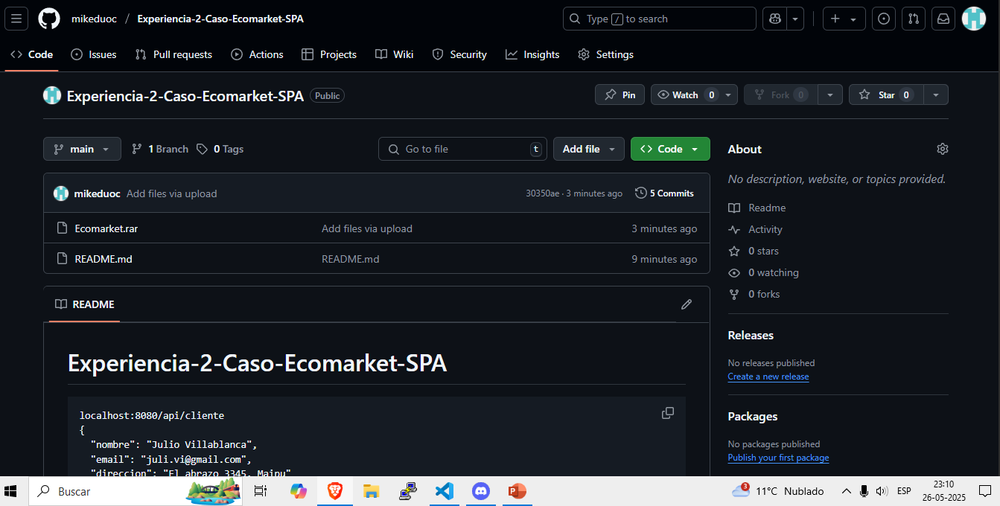 mikeduoc / Experiencia-2-Caso-Ecomarket-SPA
Type / to search
Code Issues Pull requests Actions Projects Wiki Security Insights Settings
Experiencia-2-Caso-Ecomarket-SPA Public
Pin Watch 0 Fork 0 Star 0
main 1 Branch 0 Tags Go to file t Add file Code
mikeduoc Add files via upload 30350ae · 3 minutes ago 5 Commits
Ecomarket.rar Add files via upload 3 minutes ago
README.md README.md 9 minutes ago
README
Experiencia-2-Caso-Ecomarket-SPA
localhost:8080/api/cliente
{
"nombre": "Julio Villablanca",
"email": "juli.vi@gmail.com",
"direccion": "El abrazo 3345, Maipu"
About
No description, website, or topics provided.
Readme
Activity
0 stars
0 watching
0 forks
Releases
No releases published
Create a new release
Packages
No packages published
Publish your first package
Buscar
3
11°C Nublado
ESP
23:10
26-05-2025